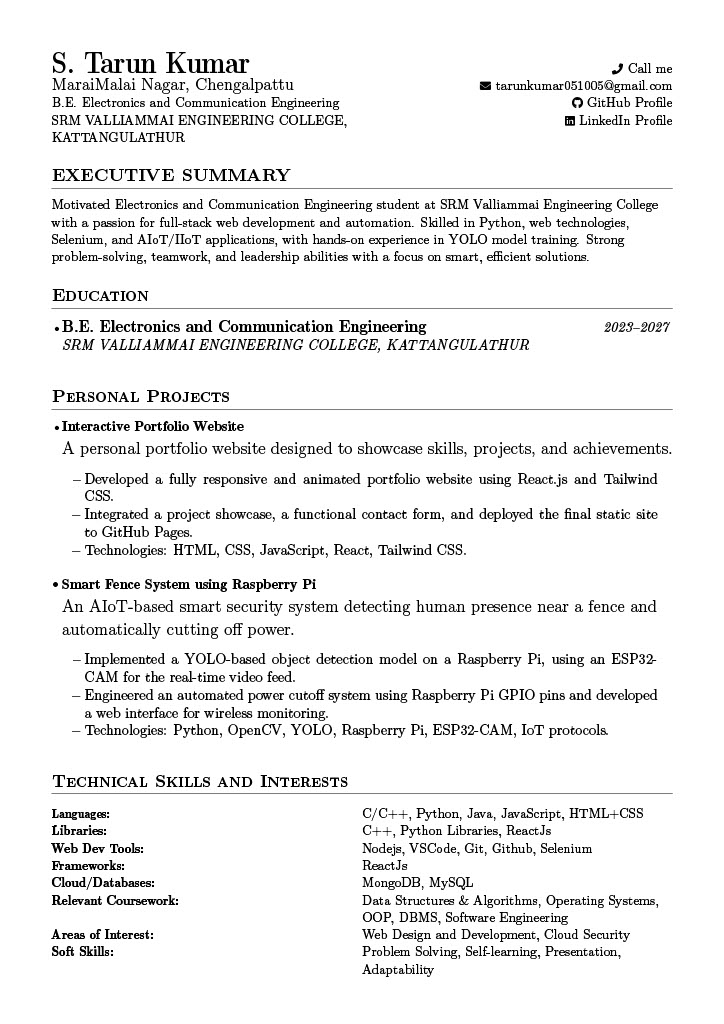 S. Tarun Kumar
MaraiMalai Nagar, Chengalpattu
B.E. Electronics and Communication Engineering
SRM VALLIAMMAI ENGINEERING COLLEGE,
KATTANGULATHUR
Call me
tarunkumar051005@gmail.com
GitHub Profile
LinkedIn Profile
EXECUTIVE SUMMARY
Motivated Electronics and Communication Engineering student at SRM Valliammai Engineering College
with a passion for full-stack web development and automation. Skilled in Python, web technologies,
Selenium, and AIoT/IIoT applications, with hands-on experience in YOLO model training. Strong
problem-solving, teamwork, and leadership abilities with a focus on smart, efficient solutions.
EDUCATION
• B.E. Electronics and Communication Engineering 2023–2027
SRM VALLIAMMAI ENGINEERING COLLEGE, KATTANGULATHUR
PERSONAL PROJECTS
• Interactive Portfolio Website
A personal portfolio website designed to showcase skills, projects, and achievements.
– Developed a fully responsive and animated portfolio website using React.js and Tailwind
CSS.
– Integrated a project showcase, a functional contact form, and deployed the final static site
to GitHub Pages.
– Technologies: HTML, CSS, JavaScript, React, Tailwind CSS.
• Smart Fence System using Raspberry Pi
An AIoT-based smart security system detecting human presence near a fence and
automatically cutting off power.
– Implemented a YOLO-based object detection model on a Raspberry Pi, using an ESP32-
CAM for the real-time video feed.
– Engineered an automated power cutoff system using Raspberry Pi GPIO pins and developed
a web interface for wireless monitoring.
– Technologies: Python, OpenCV, YOLO, Raspberry Pi, ESP32-CAM, IoT protocols.
TECHNICAL SKILLS AND INTERESTS
Languages: C/C++, Python, Java, JavaScript, HTML+CSS
Libraries: C++, Python Libraries, ReactJs
Web Dev Tools: Nodejs, VSCode, Git, Github, Selenium
Frameworks: ReactJs
Cloud/Databases: MongoDB, MySQL
Relevant Coursework: Data Structures & Algorithms, Operating Systems,
OOP, DBMS, Software Engineering
Areas of Interest: Web Design and Development, Cloud Security
Soft Skills: Problem Solving, Self-learning, Presentation,
Adaptability